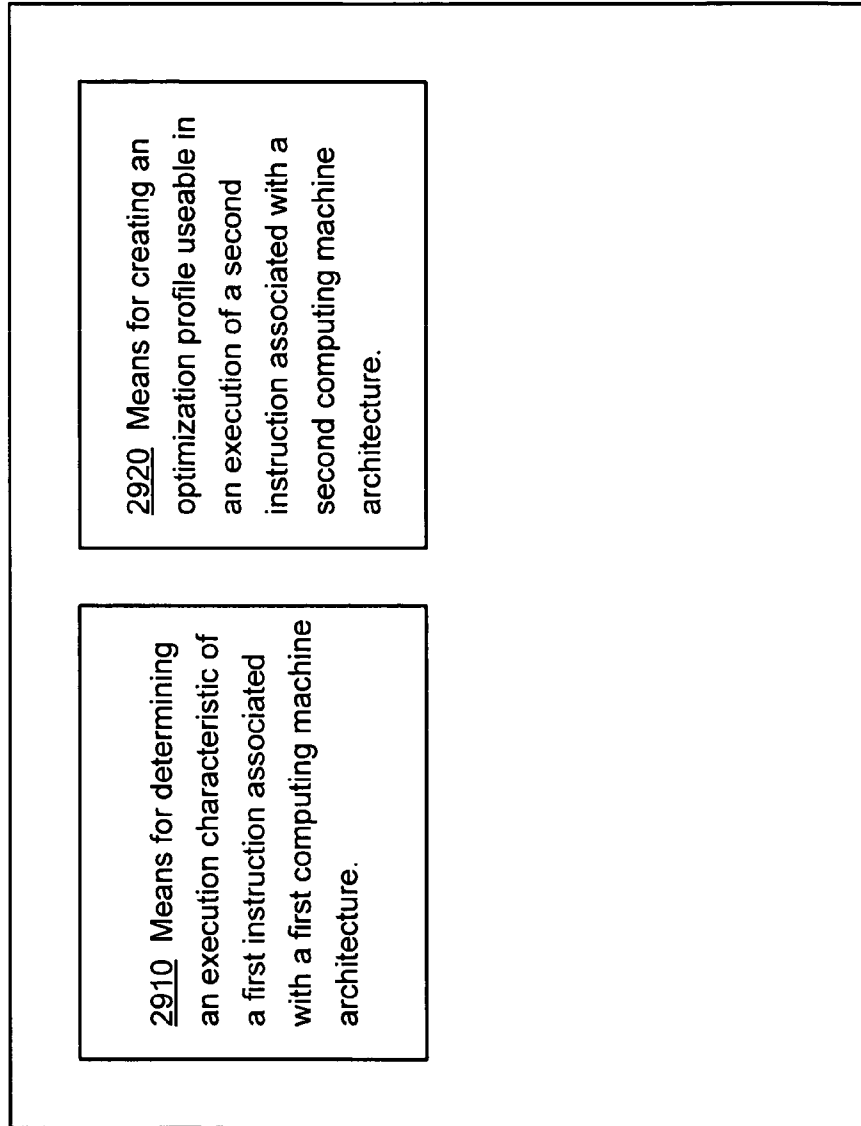 2910 Means for determining
an execution characteristic of
a first instruction associated
with a first computing machine
architecture.
2920 Means for creating an
optimization profile useable in
an execution of a second
instruction associated with a
second computing machine
architecture.